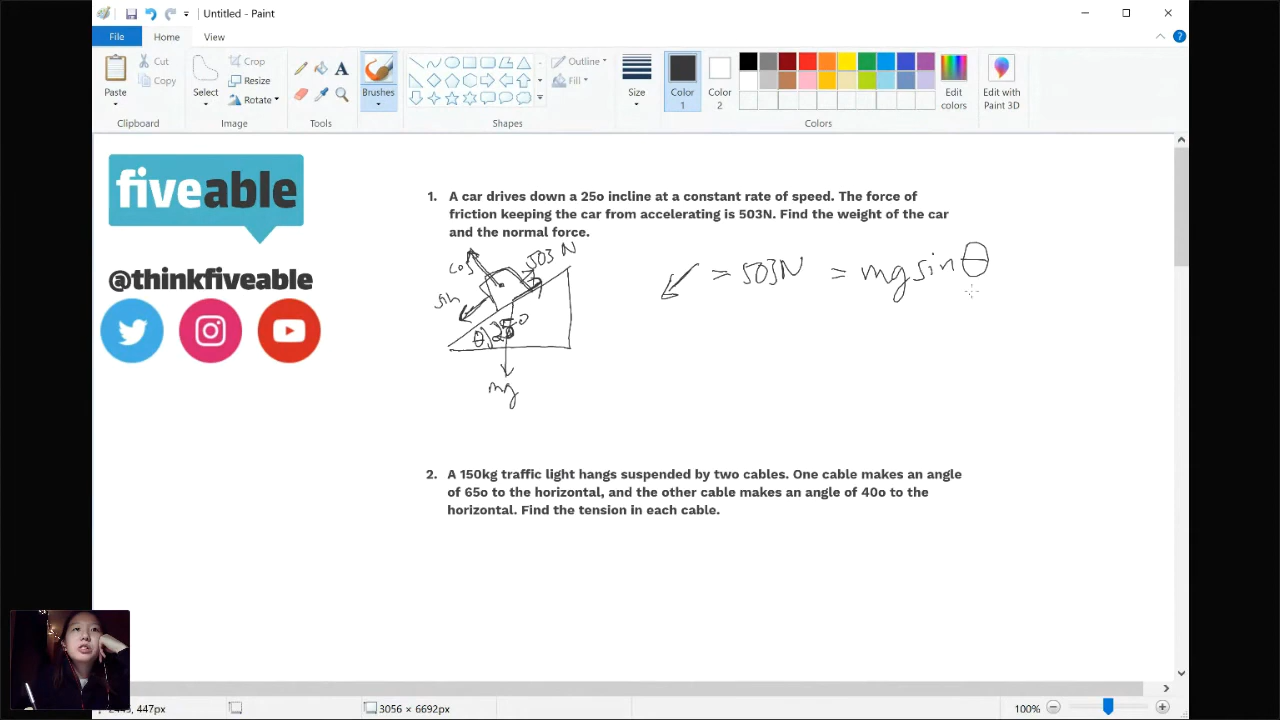 Untitled - Paint
File
Home
View
Paste
Cut
Copy
Clipboard
Select
Crop
Resize
Rotate
Image
A
Tools
Brushes
Outline
Fill
Shapes
Size
Color
1
Color
2
Edit
colors
Edit with
Paint 3D
Colors
fiveable
@thinkfiveable
1. A car drives down a 25o incline at a constant rate of speed. The force of
friction keeping the car from accelerating is 503N. Find the weight of the car
and the normal force.
503 N
cos
sin
θ, 25°
mg
= 503N = mg sin θ
2. A 150kg traffic light hangs suspended by two cables. One cable makes an angle
of 65o to the horizontal, and the other cable makes an angle of 40o to the
horizontal. Find the tension in each cable.
447px
3056 × 6692px
100%